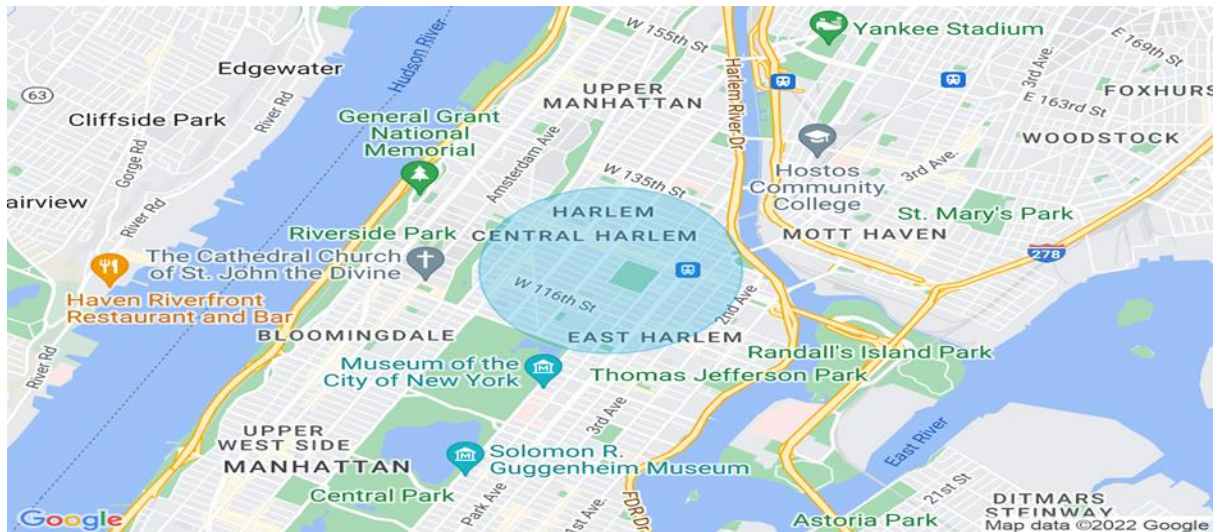 W 155th St
Yankee Stadium
E 169th St
3rd Ave.
Edgewater
Hudson River
UPPER
MANHATTAN
Harlem River Dr
E 163rd St
FOXHURS
63
Cliffside Park
River Rd
General Grant
National
Memorial
Amsterdam Ave
WOODSTOCK
Gorge Rd
W 135th St
Hostos
Community
College
3rd Ave.
airview
River Rd
HARLEM
St. Mary's Park
Riverside Park
CENTRAL HARLEM
MOTT HAVEN
278
The Cathedral Church
of St. John the Divine
W 116th St
Haven Riverfront
Restaurant and Bar
2nd Ave
BLOOMINGDALE
EAST HARLEM
River Rd
Museum of the
City of New York
Randall's Island Park
Thomas Jefferson Park
UPPER
WEST SIDE
3rd Ave
East River
MANHATTAN
Solomon R.
Guggenheim Museum
Central Park
Park Ave
1st Ave.
FDR Dr
21st St
DITMARS
STEINWAY
Astoria Park
Google
Map data ©2022 Google